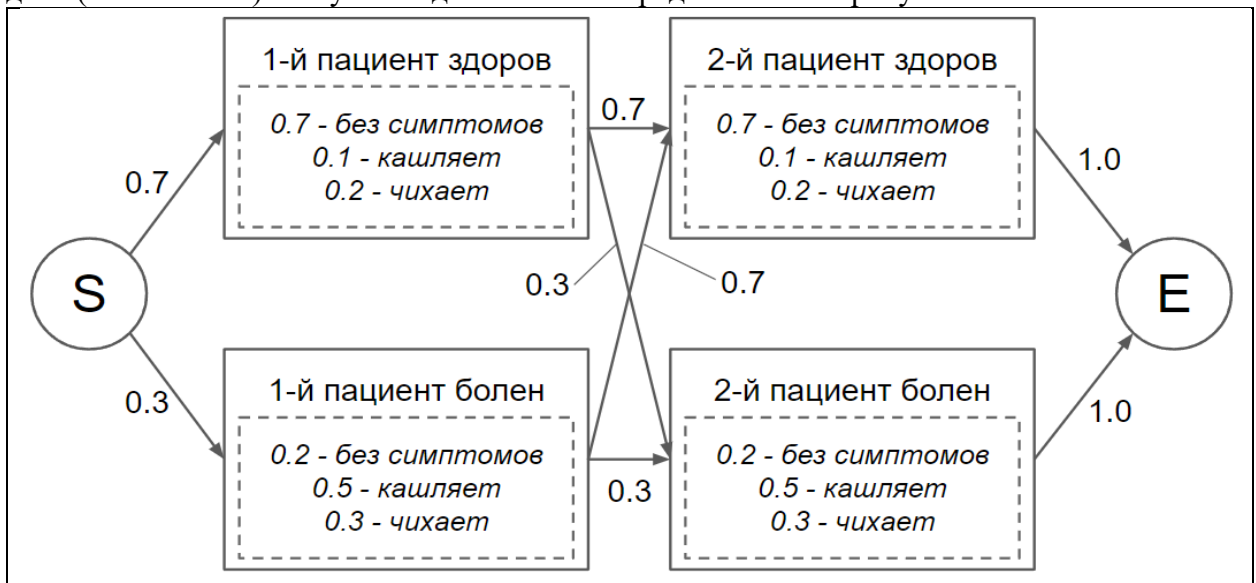 1-й пациент здоров
0.7 - без симптомов
0.1 - кашляет
0.2 - чихает
2-й пациент здоров
0.7 - без симптомов
0.1 - кашляет
0.2 - чихает
0.7
0.7
1.0
S
0.3
0.7
E
0.3
1-й пациент болен
0.2 - без симптомов
0.5 - кашляет
0.3 - чихает
0.3
2-й пациент болен
0.2 - без симптомов
0.5 - кашляет
0.3 - чихает
1.0